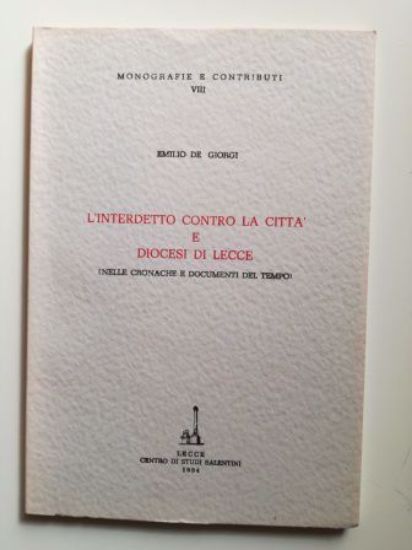 MONOGRAFIE E CONTRIBUTI
VIII
EMILIO DE GIORGI
L'INTERDETTO CONTRO LA CITTA'
E
DIOCESI DI LECCE
(NELLE CRONACHE E DOCUMENTI DEL TEMPO)
LECCE
CENTRO DI STUDI SALENTINI
1984